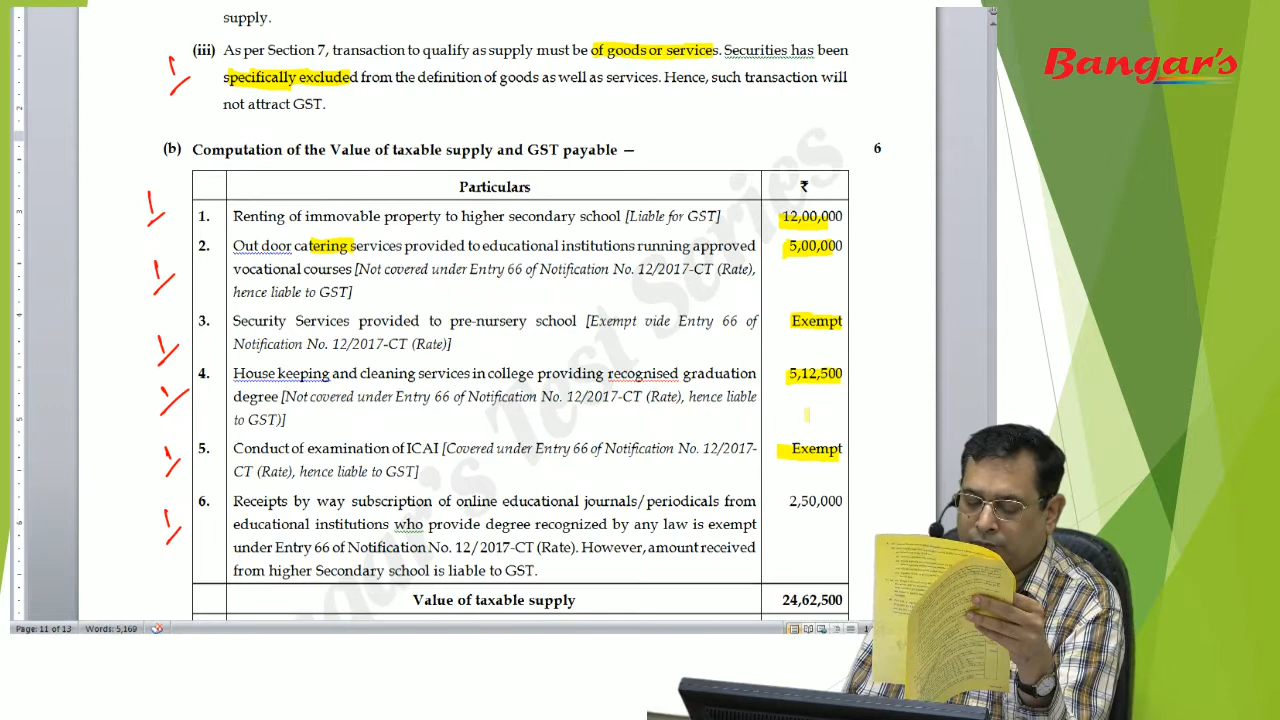 supply.
(iii) As per Section 7, transaction to qualify as supply must be of goods or services. Securities has been
specifically excluded from the definition of goods as well as services. Hence, such transaction will
not attract GST.
Bangar's
(b) Computation of the Value of taxable supply and GST payable — 6
Particulars ₹
1. Renting of immovable property to higher secondary school [Liable for GST] 12,00,000
2. Out door catering services provided to educational institutions running approved 5,00,000
vocational courses [Not covered under Entry 66 of Notification No. 12/2017-CT (Rate),
hence liable to GST]
3. Security Services provided to pre-nursery school [Exempt vide Entry 66 of Exempt
Notification No. 12/2017-CT (Rate)]
4. House keeping and cleaning services in college providing recognised graduation 5,12,500
degree [Not covered under Entry 66 of Notification No. 12/2017-CT (Rate), hence liable
to GST)]
5. Conduct of examination of ICAI [Covered under Entry 66 of Notification No. 12/2017- Exempt
CT (Rate), hence liable to GST]
6. Receipts by way subscription of online educational journals/periodicals from 2,50,000
educational institutions who provide degree recognized by any law is exempt
under Entry 66 of Notification No. 12/2017-CT (Rate). However, amount received
from higher Secondary school is liable to GST.
Value of taxable supply 24,62,500
Page: 11 of 13 Words: 5,169